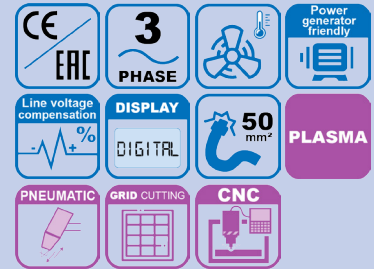 CE
EAC
3
PHASE
Power
generator
friendly
Line voltage
compensation
%
- +
DISPLAY
DIGITAL
50
mm²
PLASMA
PNEUMATIC
GRID CUTTING
CNC